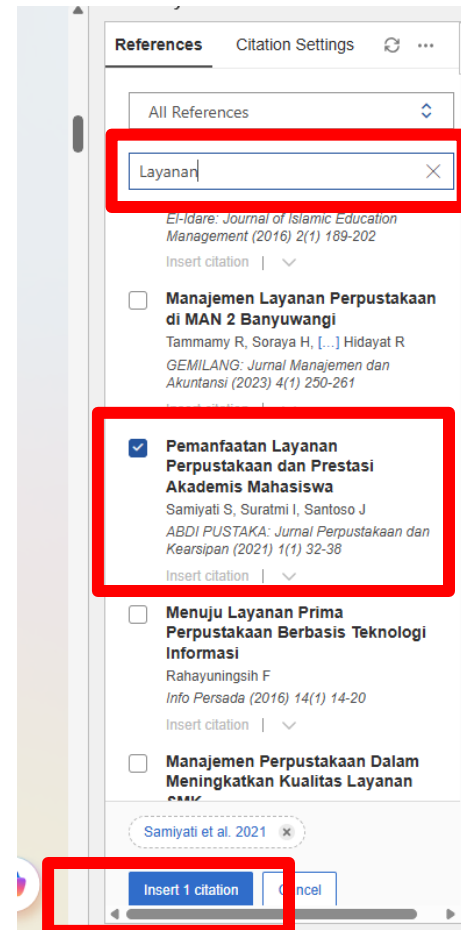 References Citation Settings ...
All References
Layanan
El-Idare: Journal of Islamic Education
Management (2016) 2(1) 189-202
Insert citation |
Manajemen Layanan Perpustakaan
di MAN 2 Banyuwangi
Tammamy R, Soraya H, [...] Hidayat R
GEMILANG: Jurnal Manajemen dan
Akuntansi (2023) 4(1) 250-261
Pemanfaatan Layanan
Perpustakaan dan Prestasi
Akademis Mahasiswa
Samiyati S, Suratmi I, Santoso J
ABDI PUSTAKA: Jurnal Perpustakaan dan
Kearsipan (2021) 1(1) 32-38
Insert citation |
Menuju Layanan Prima
Perpustakaan Berbasis Teknologi
Informasi
Rahayuningsih F
Info Persada (2016) 14(1) 14-20
Insert citation |
Manajemen Perpustakaan Dalam
Meningkatkan Kualitas Layanan
SMK
Samiyati et al. 2021
Insert 1 citation